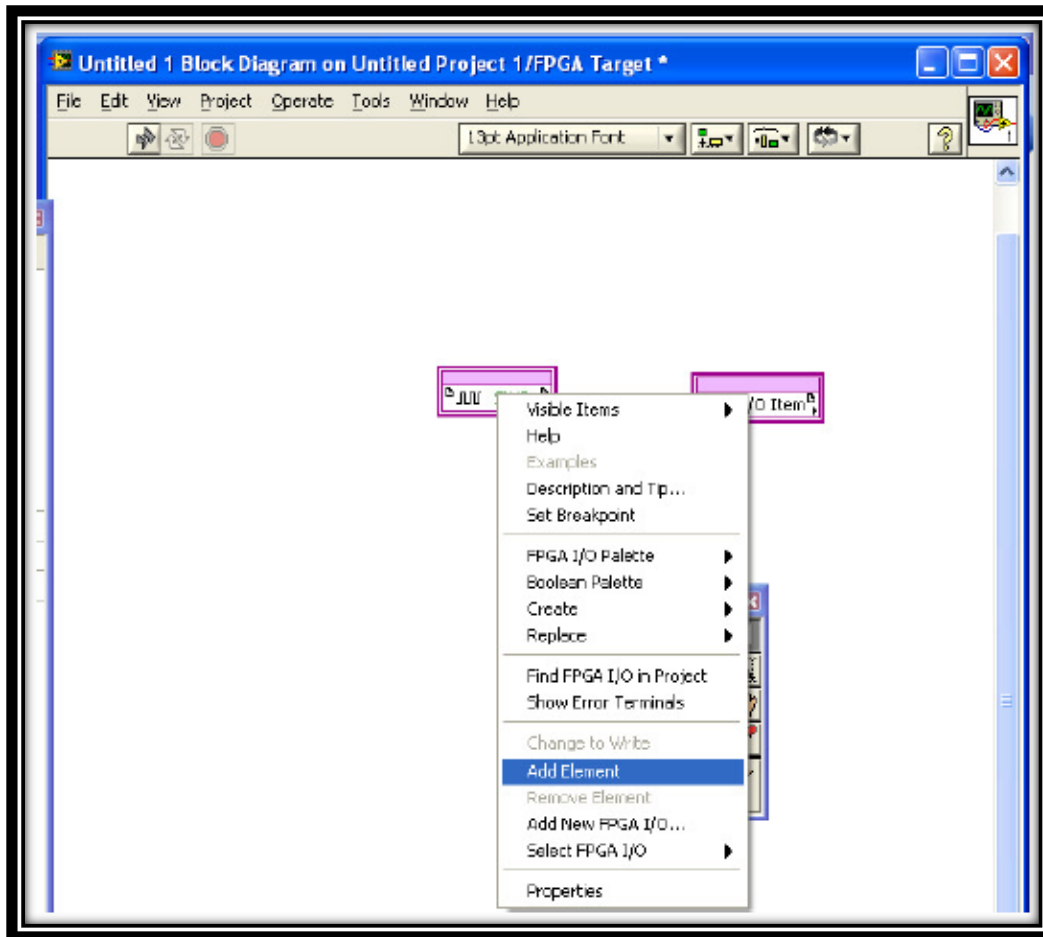 Untitled 1 Block Diagram on Untitled Project 1/FPGA Target *
File Edit View Project Operate Tools Window Help
13pt Application Font
?
1
/O Item
Visible Items
Help
Examples
Description and Tip...
Set Breakpoint
FPGA I/O Palette
Boolean Palette
Create
Replace
Find FPGA I/O in Project
Show Error Terminals
Change to Write
Add Element
Remove Element
Add New FPGA I/O...
Select FPGA I/O
Properties